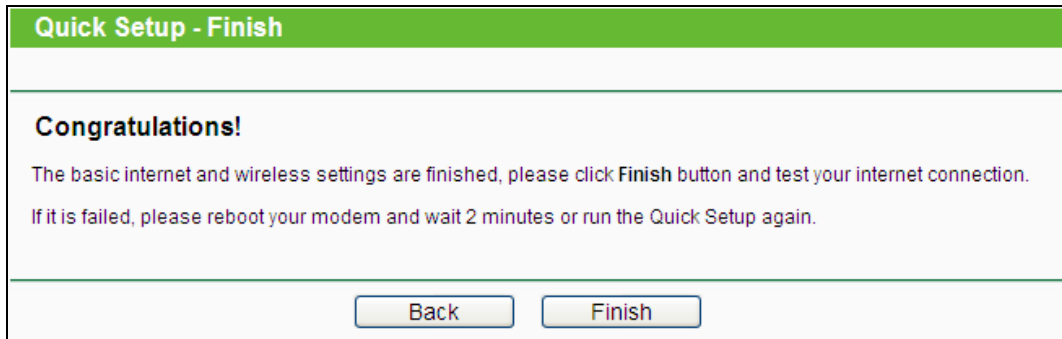 Quick Setup - Finish
Congratulations!
The basic internet and wireless settings are finished, please click Finish button and test your internet connection.
If it is failed, please reboot your modem and wait 2 minutes or run the Quick Setup again.
Back
Finish